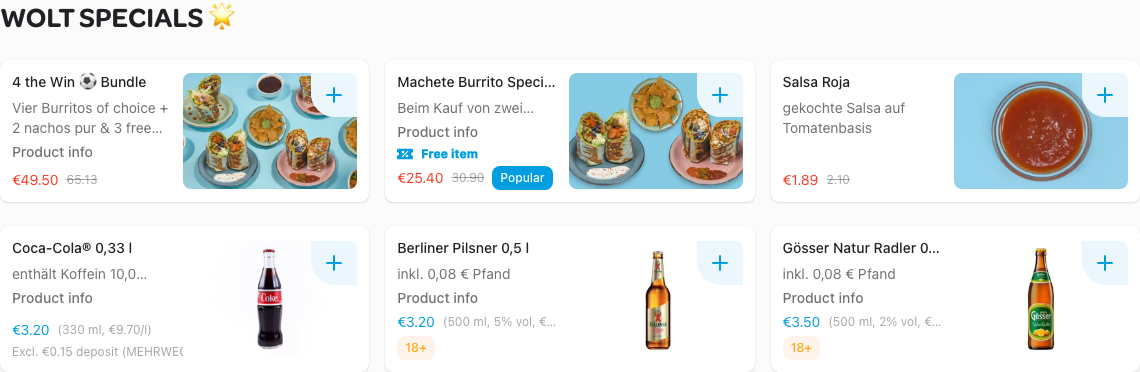 WOLT SPECIALS 🌟
4 the Win ⚽ Bundle
Vier Burritos of choice +
2 nachos pur & 3 free...
Product info
€49.50 65.13
Machete Burrito Speci...
Beim Kauf von zwei...
Product info
Free item
€25.40 30.90 Popular
Salsa Roja
gekochte Salsa auf
Tomatenbasis
€1.89 2.10
Coca-Cola® 0,33 l
enthält Koffein 10,0...
Product info
€3.20 (330 ml, €9.70/l)
Excl. €0.15 deposit (MEHRWEG
Coke
Berliner Pilsner 0,5 l
inkl. 0,08 € Pfand
Product info
€3.20 (500 ml, 5% vol, €...
18+
Gösser Natur Radler 0...
inkl. 0,08 € Pfand
Product info
€3.50 (500 ml, 2% vol, €...
18+
Gösser